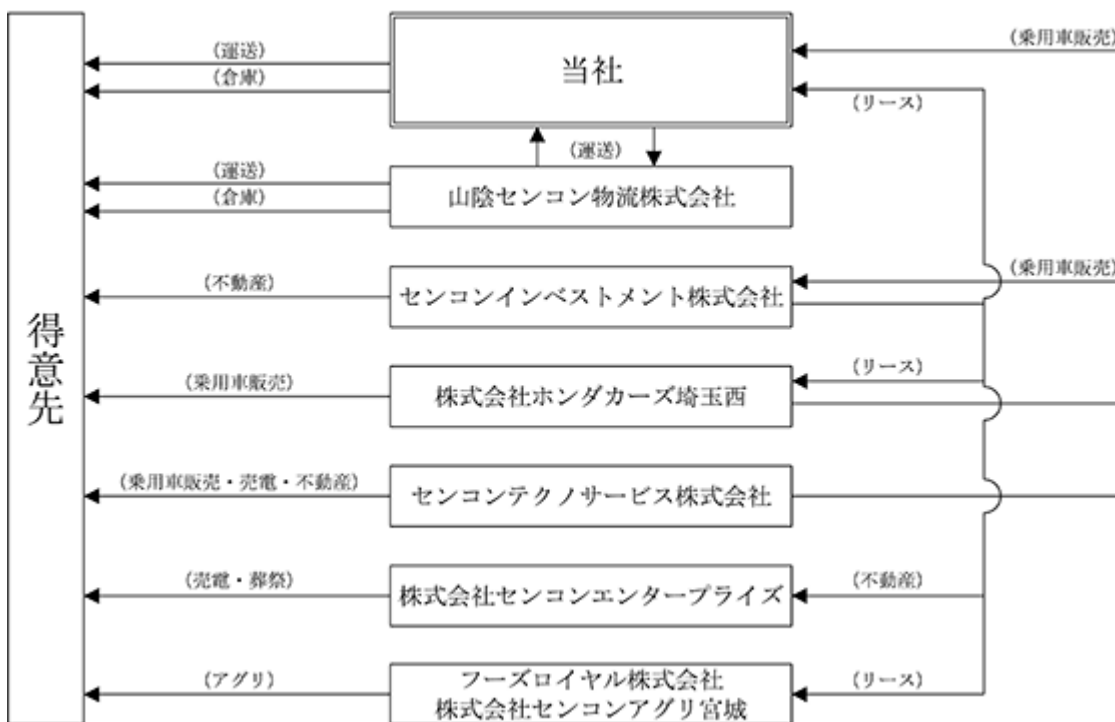 (乗用車販売)
(運送)
(倉庫)
当社
(リース)
(運送)
(運送)
(倉庫)
山陰センコン物流株式会社
(乗用車販売)
(不動産)
センコンインベストメント株式会社
得意先
(リース)
(乗用車販売)
株式会社ホンダカーズ埼玉西
(乗用車販売・売電・不動産)
センコンテクノサービス株式会社
(売電・葬祭)
株式会社センコンエンタープライズ
(不動産)
(アグリ)
フーズロイヤル株式会社
株式会社センコンアグリ宮城
(リース)